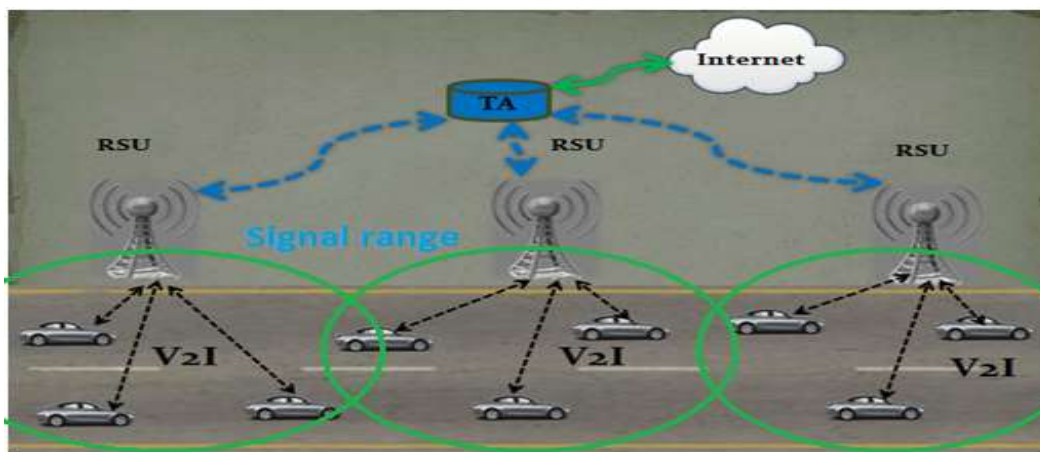 Internet
TA
RSU
RSU
RSU
Signal range
V2I
V2I
V2I